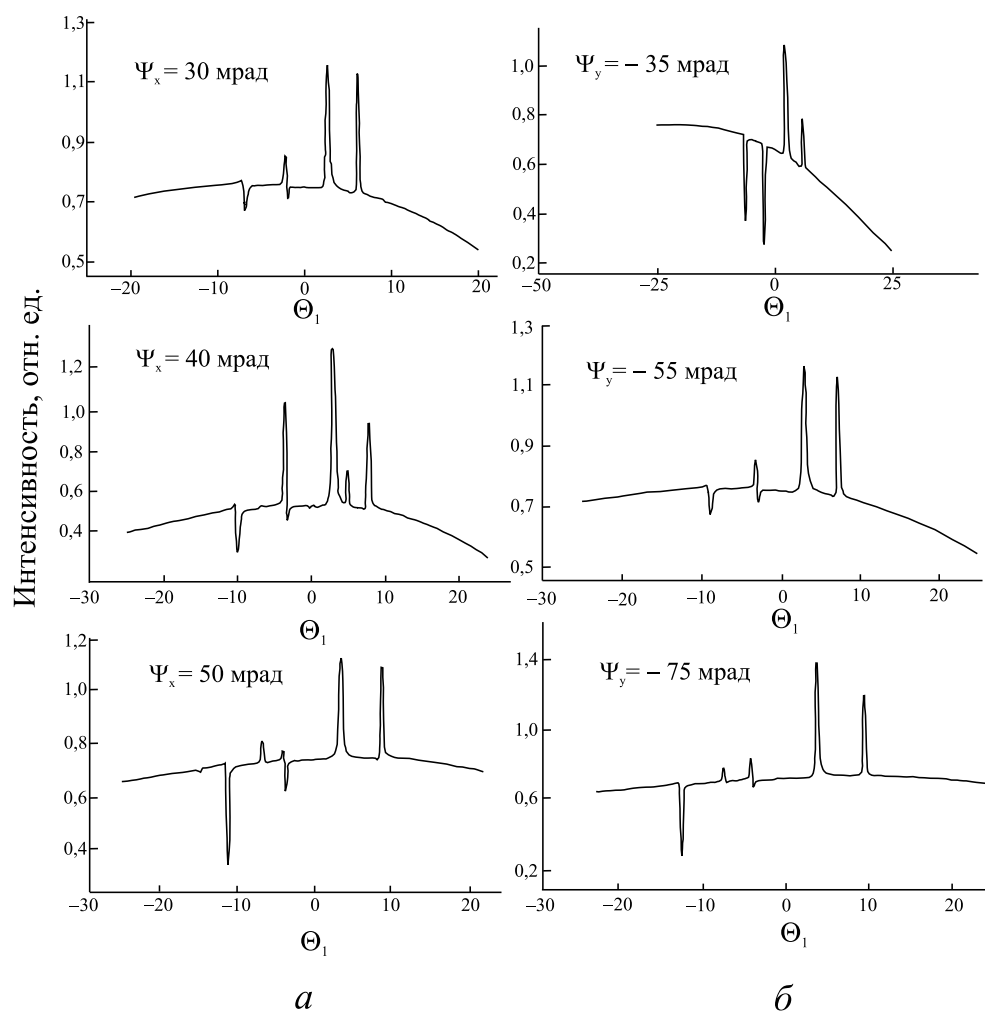 Интенсивность, отн. ед.
Ψx = 30 мрад
1,3
1,1
0,9
0,7
0,5
–20 –10 0 10 20
Θ1
Ψy = – 35 мрад
1,0
0,8
0,6
0,4
0,2
–50 –25 0 25
Θ1
Ψx = 40 мрад
1,2
1,0
0,8
0,6
0,4
–30 –20 –10 0 10 20
Θ1
Ψy = – 55 мрад
1,3
1,1
0,9
0,7
0,5
–30 –20 –10 0 10 20
Θ1
Ψx = 50 мрад
1,2
1,0
0,8
0,6
0,4
–30 –20 –10 0 10 20
Θ1
Ψy = – 75 мрад
1,4
1,0
0,6
0,2
–30 –20 –10 0 10 20
Θ1
а б